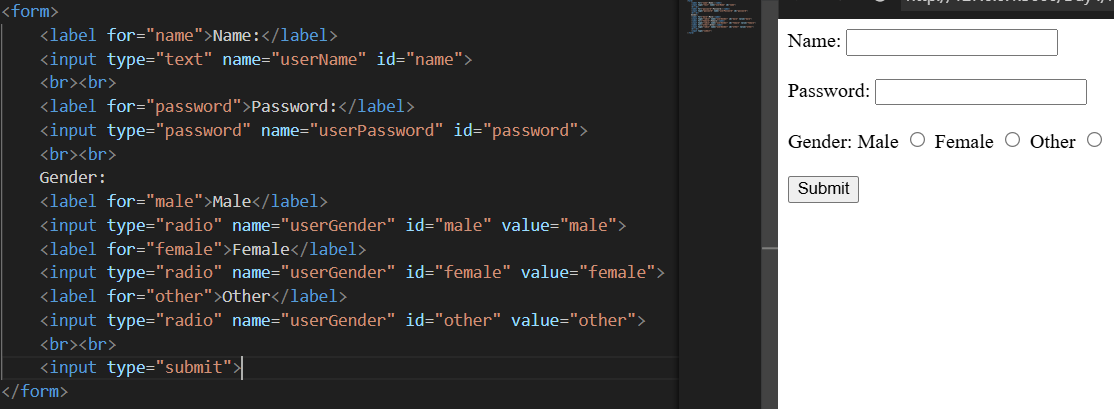 <form>
<label for="name">Name:</label>
<input type="text" name="userName" id="name">
<br><br>
<label for="password">Password:</label>
<input type="password" name="userPassword" id="password">
<br><br>
Gender:
<label for="male">Male</label>
<input type="radio" name="userGender" id="male" value="male">
<label for="female">Female</label>
<input type="radio" name="userGender" id="female" value="female">
<label for="other">Other</label>
<input type="radio" name="userGender" id="other" value="other">
<br><br>
<input type="submit">
</form>
Name:
Password:
Gender: Male Female Other
Submit